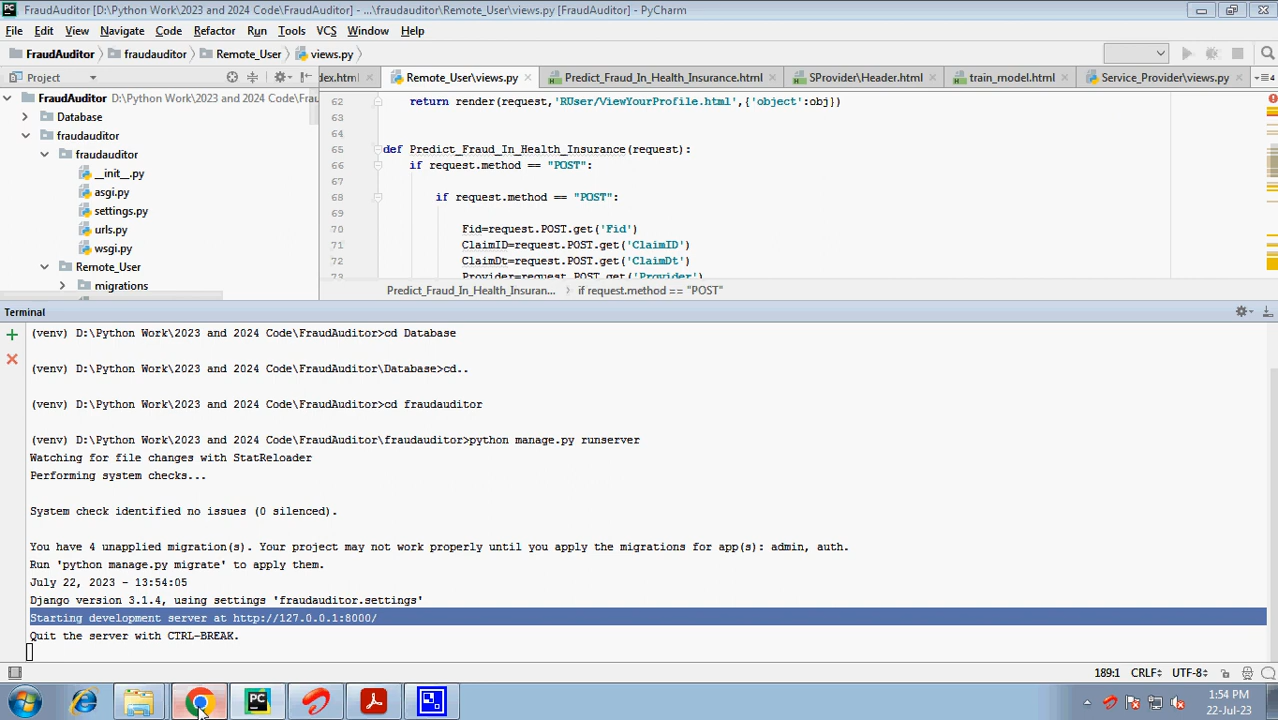 FraudAuditor [D:\Python Work\2023 and 2024 Code\FraudAuditor] - ...\fraudauditor\Remote_User\views.py [FraudAuditor] - PyCharm
File Edit View Navigate Code Refactor Run Tools VCS Window Help
FraudAuditor fraudauditor Remote_User views.py
Project
dex.html Remote_User\views.py Predict_Fraud_In_Health_Insurance.html SProvider\Header.html train_model.html Service_Provider\views.py 4
FraudAuditor D:\Python Work\2023 and 2024 Code\Frau
Database
fraudauditor
fraudauditor
__init__.py
asgi.py
settings.py
urls.py
wsgi.py
Remote_User
migrations
62 return render(request,'RUser/ViewYourProfile.html',{'object':obj})
63
64
65 def Predict_Fraud_In_Health_Insurance(request):
66 if request.method == "POST":
67
68 if request.method == "POST":
69
70 Fid=request.POST.get('Fid')
71 ClaimID=request.POST.get('ClaimID')
72 ClaimDt=request.POST.get('ClaimDt')
73 Provider=request.POST.get('Provider')
Predict_Fraud_In_Health_Insuran... if request.method == "POST"
Terminal
(venv) D:\Python Work\2023 and 2024 Code\FraudAuditor>cd Database
(venv) D:\Python Work\2023 and 2024 Code\FraudAuditor\Database>cd..
(venv) D:\Python Work\2023 and 2024 Code\FraudAuditor>cd fraudauditor
(venv) D:\Python Work\2023 and 2024 Code\FraudAuditor\fraudauditor>python manage.py runserver
Watching for file changes with StatReloader
Performing system checks...
System check identified no issues (0 silenced).
You have 4 unapplied migration(s). Your project may not work properly until you apply the migrations for app(s): admin, auth.
Run 'python manage.py migrate' to apply them.
July 22, 2023 - 13:54:05
Django version 3.1.4, using settings 'fraudauditor.settings'
Starting development server at http://127.0.0.1:8000/
Quit the server with CTRL-BREAK.
189:1 CRLF UTF-8
PC
1:54 PM
22-Jul-23